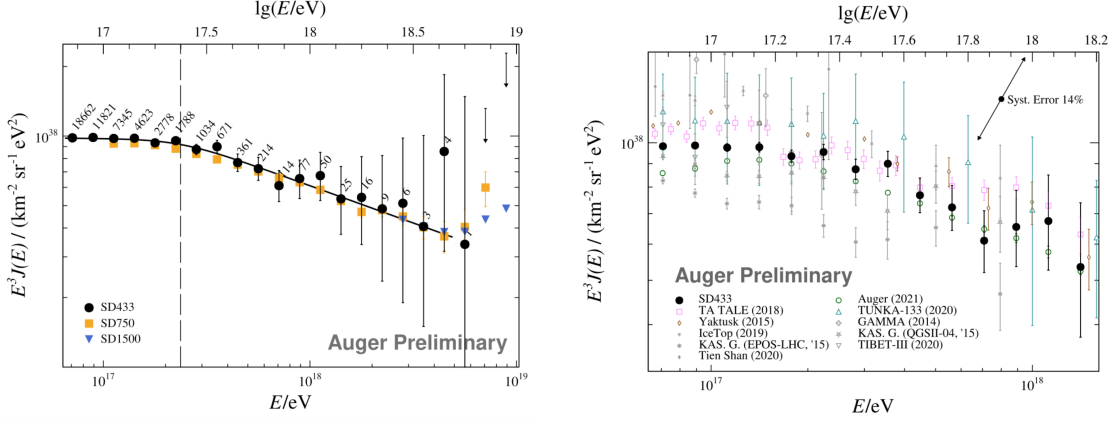 lg(E/eV)
17 17.5 18 18.5 19
18662
11821
7345
4623
2778
1788
1034
671
361
214
114
77
50
25
16
9
6
3
4
1
10^38
E^3 J(E) / (km^-2 sr^-1 eV^2)
SD433
SD750
SD1500
Auger Preliminary
10^17 10^18 10^19
E/eV
lg(E/eV)
17 17.2 17.4 17.6 17.8 18 18.2
Syst. Error 14%
10^38
E^3 J(E) / (km^-2 sr^-1 eV^2)
Auger Preliminary
SD433 Auger (2021)
TA TALE (2018) TUNKA-133 (2020)
Yaktusk (2015) GAMMA (2014)
IceTop (2019) KAS. G. (QGSII-04, '15)
KAS. G. (EPOS-LHC, '15) TIBET-III (2020)
Tien Shan (2020)
10^17 10^18
E/eV